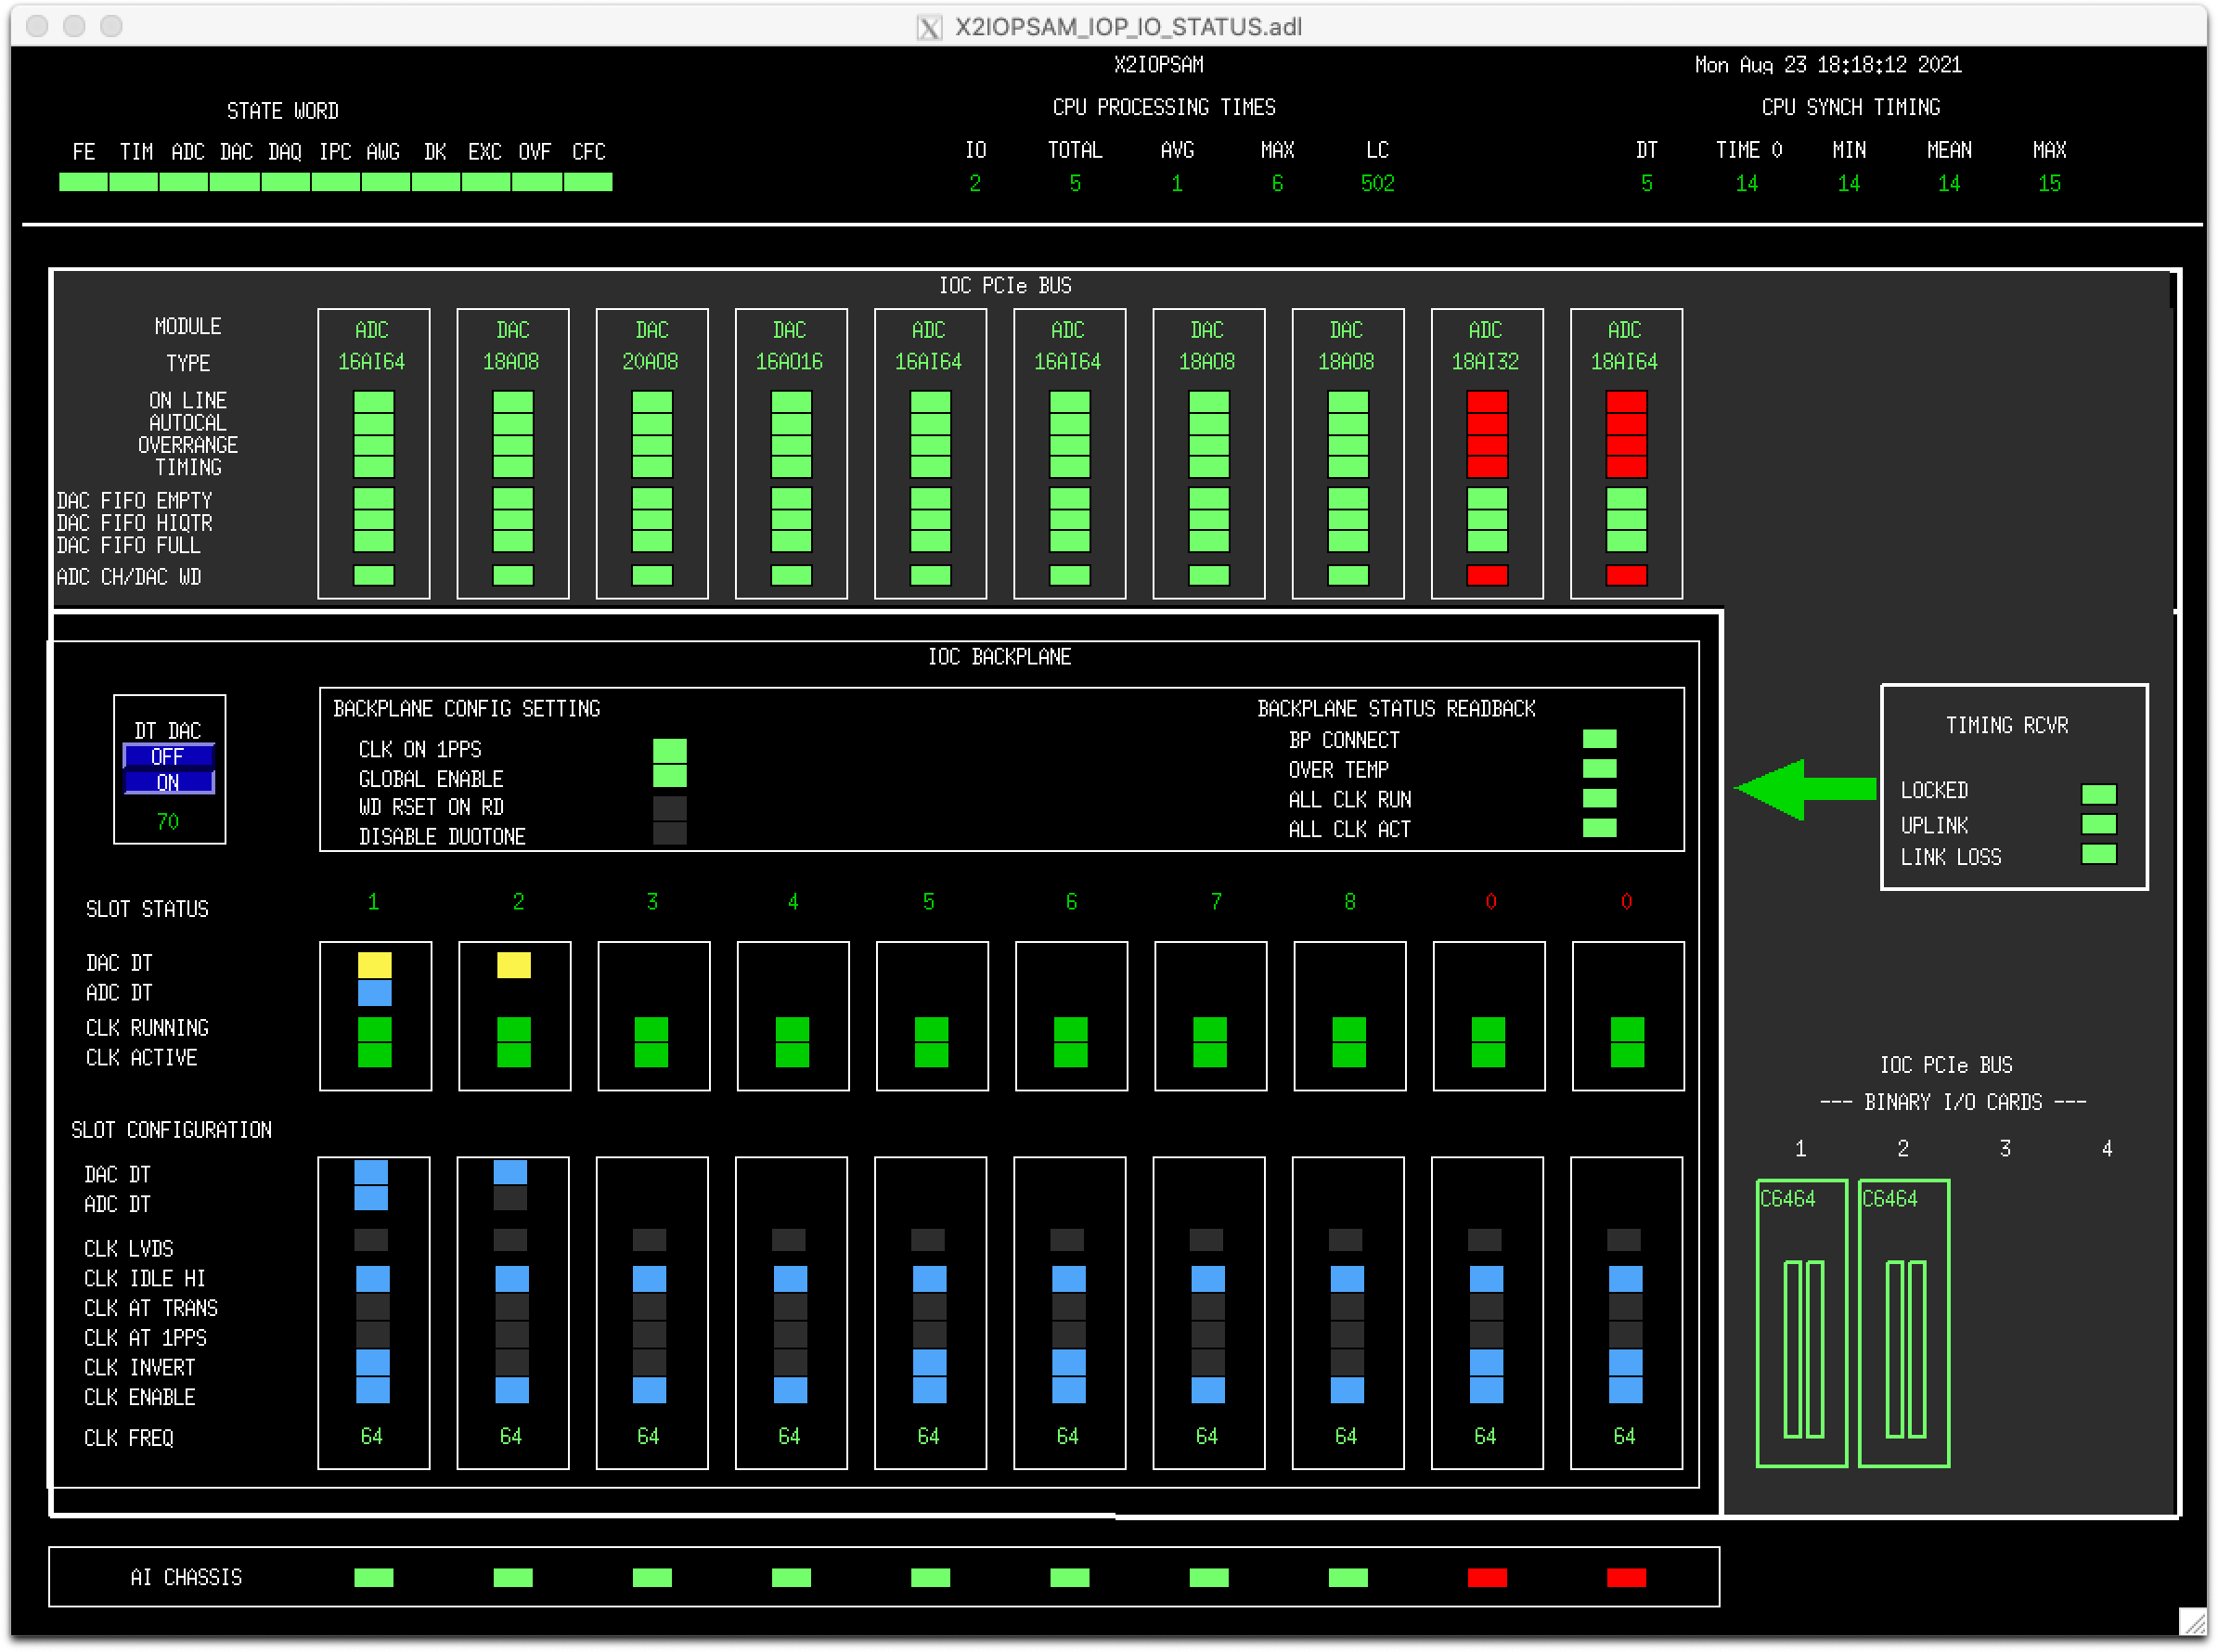 X2IOPSAM_IOP_IO_STATUS.adl
X2IOPSAM Mon Aug 23 18:18:12 2021
STATE WORD CPU PROCESSING TIMES CPU SYNCH TIMING
FE TIM ADC DAC DAQ IPC AWG DK EXC OVF CFC IO TOTAL AVG MAX LC DT TIME 0 MIN MEAN MAX
2 5 1 6 502 5 14 14 14 15
IOC PCIe BUS
MODULE ADC DAC DAC DAC ADC ADC DAC DAC ADC ADC
TYPE 16AI64 18AO8 20AO8 16AO16 16AI64 16AI64 18AO8 18AO8 18AI32 18AI64
ON LINE
AUTOCAL
OVERRANGE
TIMING
DAC FIFO EMPTY
DAC FIFO HIQTR
DAC FIFO FULL
ADC CH/DAC WD
IOC BACKPLANE
DT DAC
OFF
ON
70
BACKPLANE CONFIG SETTING
CLK ON 1PPS
GLOBAL ENABLE
WD RSET ON RD
DISABLE DUOTONE
BACKPLANE STATUS READBACK
BP CONNECT
OVER TEMP
ALL CLK RUN
ALL CLK ACT
TIMING RCVR
LOCKED
UPLINK
LINK LOSS
SLOT STATUS 1 2 3 4 5 6 7 8 0 0
DAC DT
ADC DT
CLK RUNNING
CLK ACTIVE
SLOT CONFIGURATION
DAC DT
ADC DT
CLK LVDS
CLK IDLE HI
CLK AT TRANS
CLK AT 1PPS
CLK INVERT
CLK ENABLE
CLK FREQ 64 64 64 64 64 64 64 64 64 64
IOC PCIe BUS
--- BINARY I/O CARDS ---
1 2 3 4
C6464 C6464
AI CHASSIS